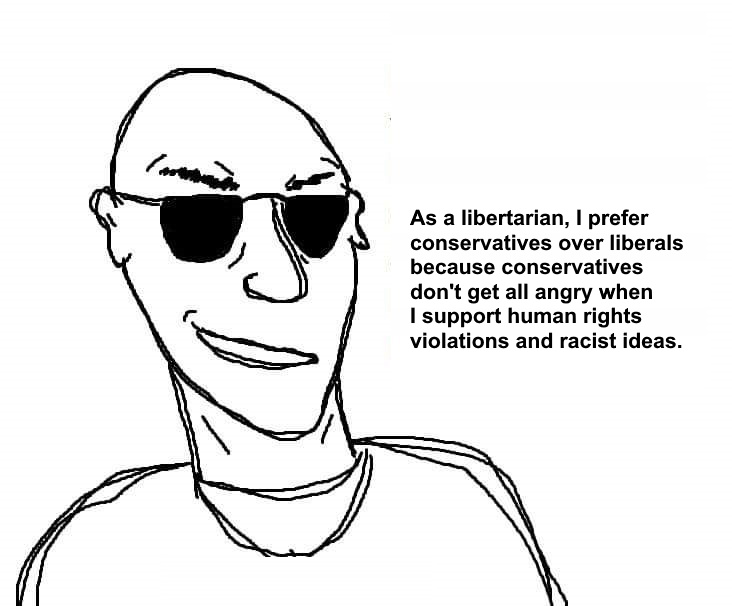 As a libertarian, I prefer
conservatives over liberals
because conservatives
don't get all angry when
I support human rights
violations and racist ideas.